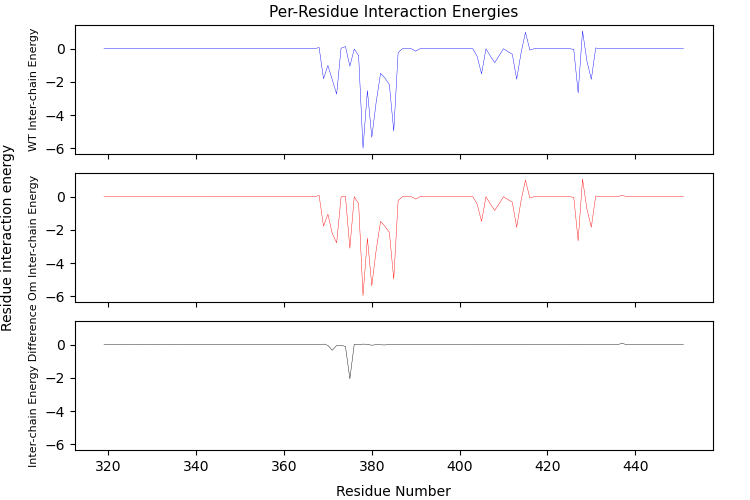 Per-Residue Interaction Energies
Residue interaction energy
WT Inter-chain Energy
0
−2
−4
−6
Om Inter-chain Energy
0
−2
−4
−6
Inter-chain Energy Difference
0
−2
−4
−6
320 340 360 380 400 420 440
Residue Number